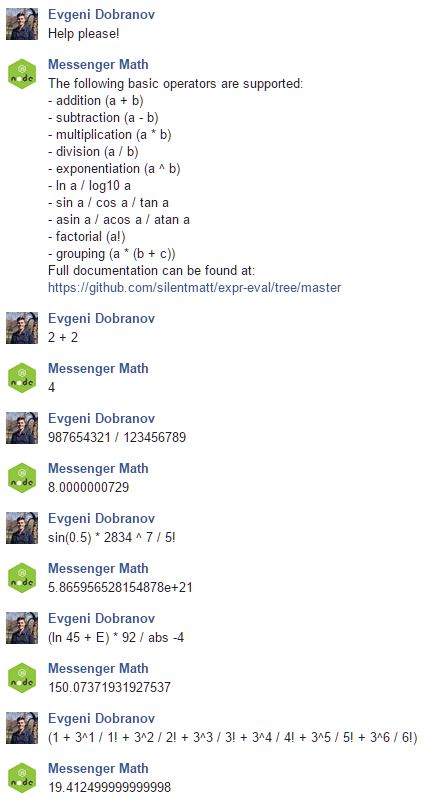 Evgeni Dobranov
Help please!
Messenger Math
The following basic operators are supported:
- addition (a + b)
- subtraction (a - b)
- multiplication (a * b)
- division (a / b)
- exponentiation (a ^ b)
- ln a / log10 a
- sin a / cos a / tan a
- asin a / acos a / atan a
- factorial (a!)
- grouping (a * (b + c))
Full documentation can be found at:
https://github.com/silentmatt/expr-eval/tree/master
Evgeni Dobranov
2 + 2
Messenger Math
4
Evgeni Dobranov
987654321 / 123456789
Messenger Math
8.0000000729
Evgeni Dobranov
sin(0.5) * 2834 ^ 7 / 5!
Messenger Math
5.865956528154878e+21
Evgeni Dobranov
(ln 45 + E) * 92 / abs -4
Messenger Math
150.07371931927537
Evgeni Dobranov
(1 + 3^1 / 1! + 3^2 / 2! + 3^3 / 3! + 3^4 / 4! + 3^5 / 5! + 3^6 / 6!)
Messenger Math
19.412499999999998